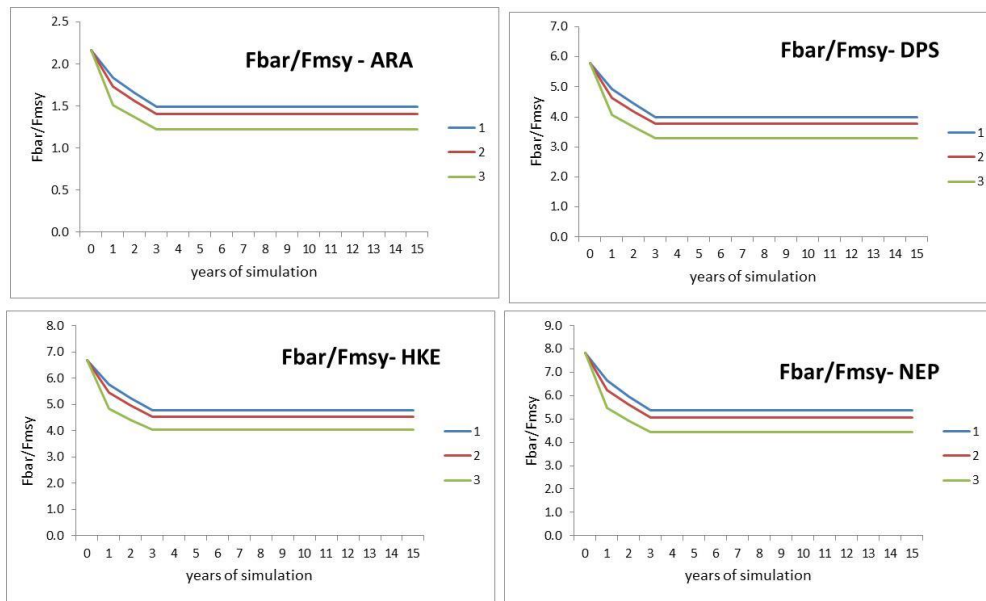 Fbar/Fmsy - ARA
Fbar/Fmsy
2.5
2.0
1.5
1.0
0.5
0.0
0 1 2 3 4 5 6 7 8 9 10 11 12 13 14 15
years of simulation
1
2
3
Fbar/Fmsy- DPS
Fbar/Fmsy
7.0
6.0
5.0
4.0
3.0
2.0
1.0
0.0
0 1 2 3 4 5 6 7 8 9 10 11 12 13 14 15
years of simulation
1
2
3
Fbar/Fmsy- HKE
Fbar/Fmsy
8.0
7.0
6.0
5.0
4.0
3.0
2.0
1.0
0.0
0 1 2 3 4 5 6 7 8 9 10 11 12 13 14 15
years of simulation
1
2
3
Fbar/Fmsy- NEP
Fbar/Fmsy
9.0
8.0
7.0
6.0
5.0
4.0
3.0
2.0
1.0
0.0
0 1 2 3 4 5 6 7 8 9 10 11 12 13 14 15
years of simulation
1
2
3